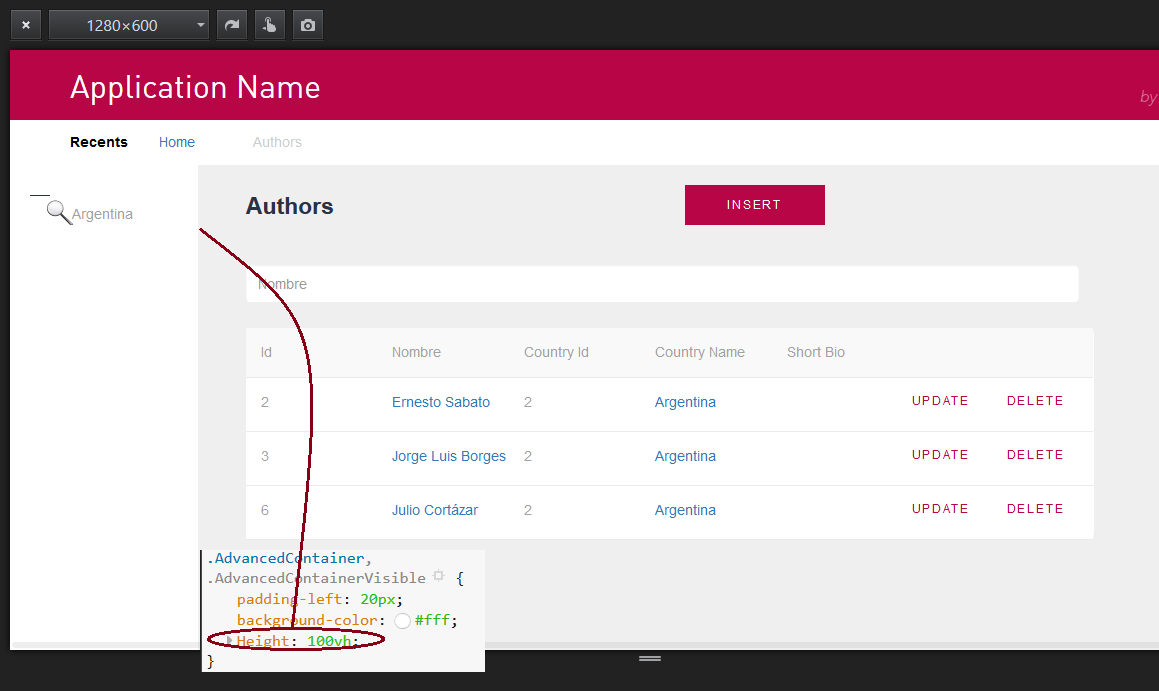 ×
1280×600
Application Name
by
Recents Home Authors
Argentina
Authors
INSERT
Nombre
Id Nombre Country Id Country Name Short Bio
2 Ernesto Sabato 2 Argentina UPDATE DELETE
3 Jorge Luis Borges 2 Argentina UPDATE DELETE
6 Julio Cortázar 2 Argentina UPDATE DELETE
.AdvancedContainer,
.AdvancedContainerVisible {
padding-left: 20px;
background-color: #fff;
Height: 100vh;
}